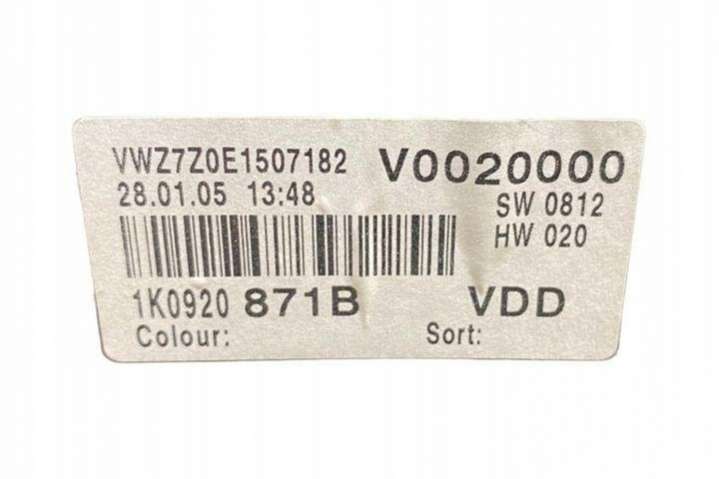 VWZ7Z0E1507182 V0020000
28.01.05 13:48 SW 0812
HW 020
1K0920 871B VDD
Colour: Sort: